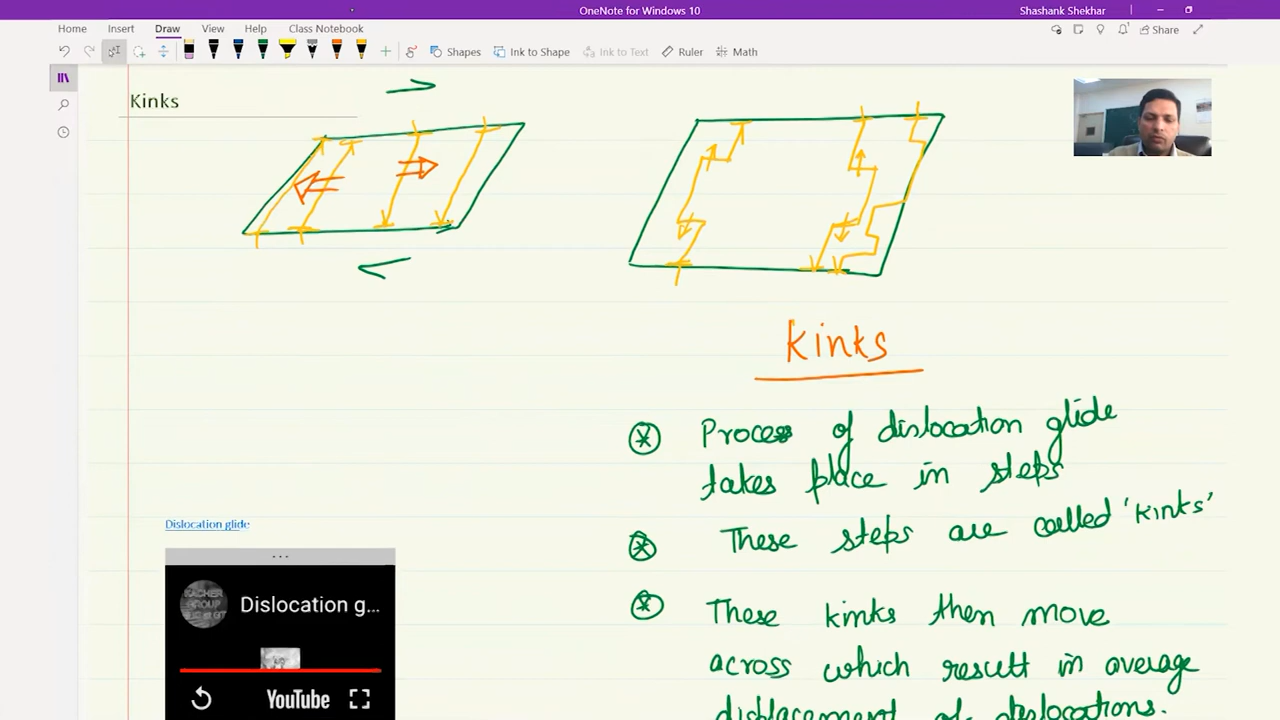 OneNote for Windows 10
Shashank Shekhar
Home Insert Draw View Help Class Notebook
Shapes Ink to Shape Ink to Text Ruler Math
Share
Kinks
Kinks
Process of dislocation glide
takes place in steps
These steps are called 'kinks'
Dislocation glide
Dislocation g...
These kinks then move
across which result in average
YouTube
displacement of dislocations.